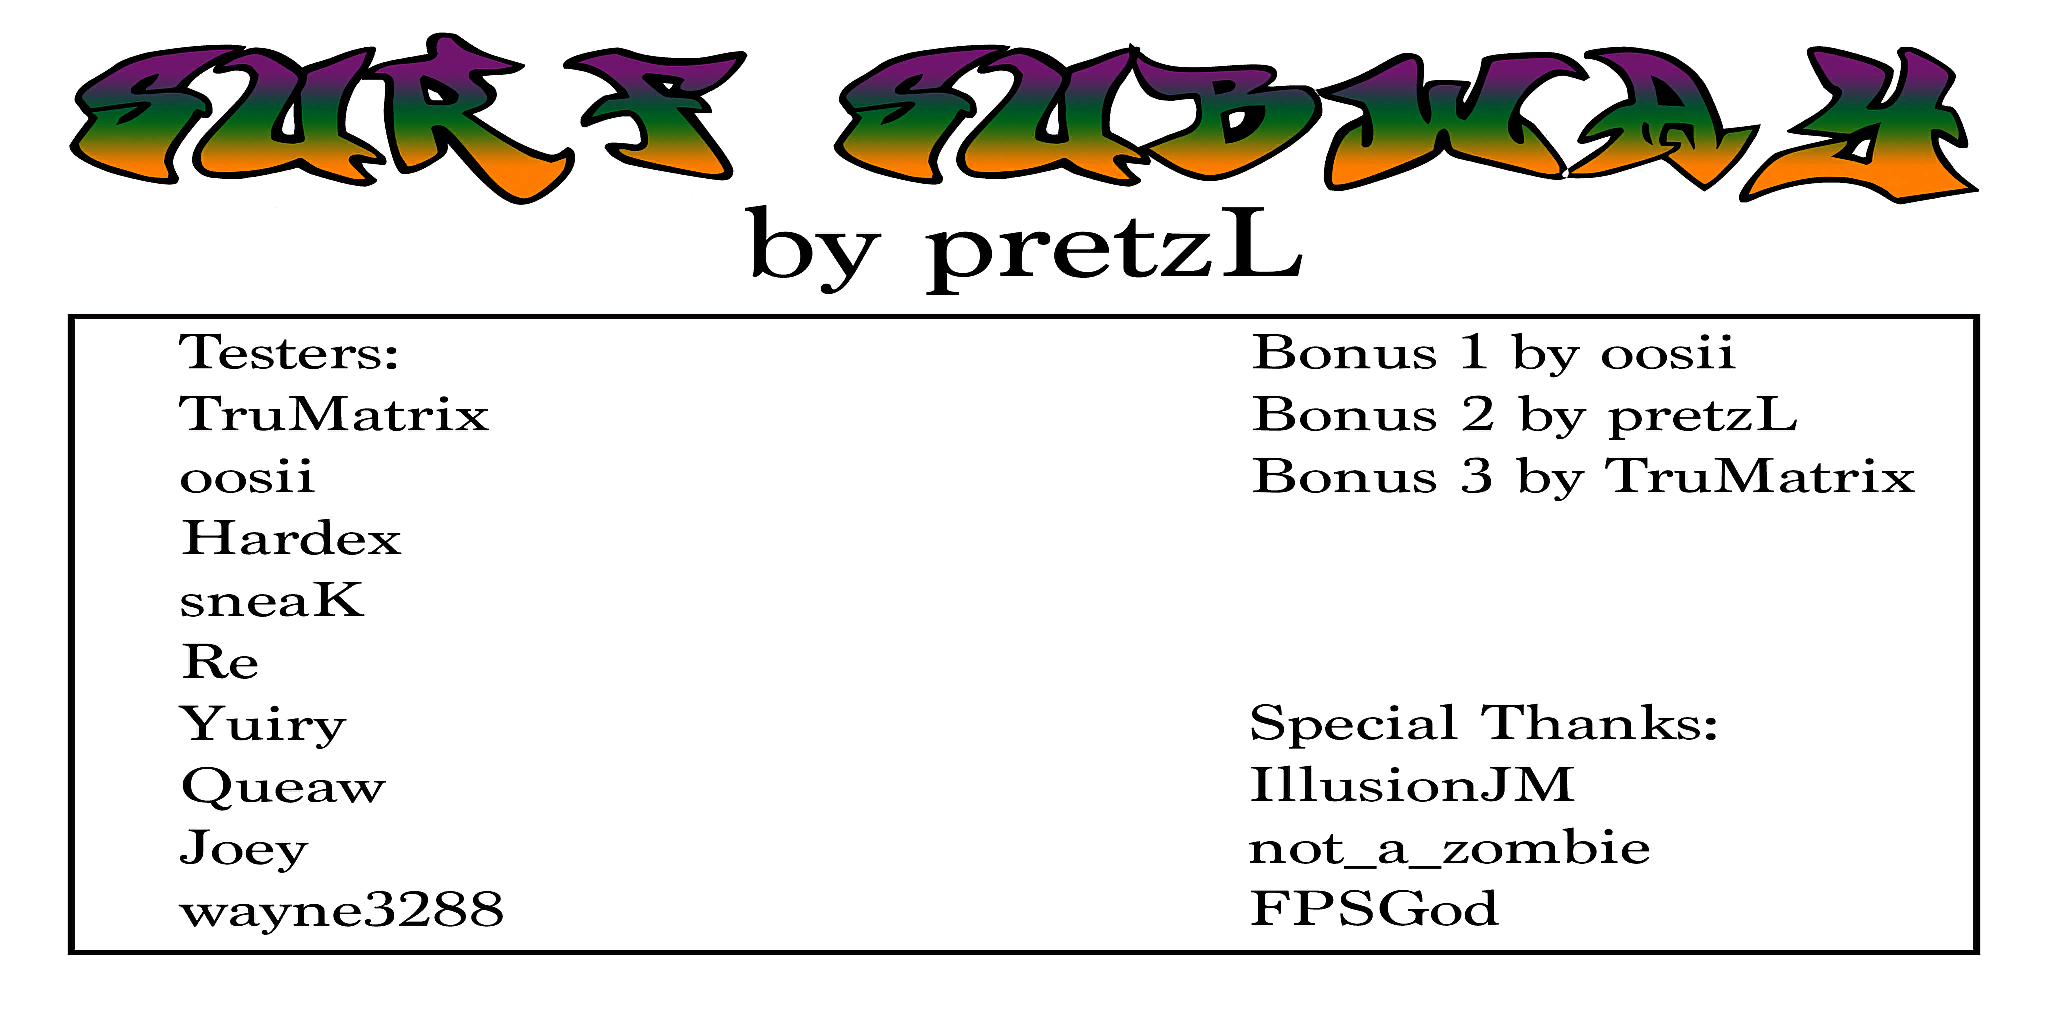 SURF SUBWAY
by pretzL
Testers:
TruMatrix
oosii
Hardex
sneaK
Re
Yuiry
Queaw
Joey
wayne3288
Bonus 1 by oosii
Bonus 2 by pretzL
Bonus 3 by TruMatrix
Special Thanks:
IllusionJM
not_a_zombie
FPSGod